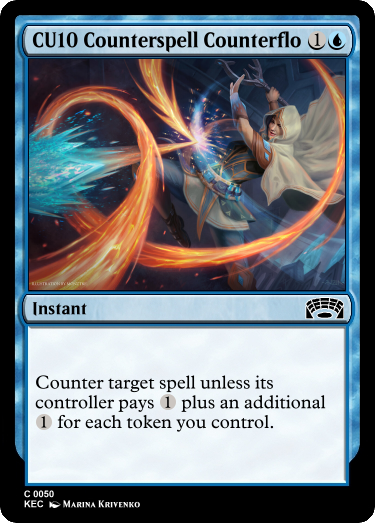 CU10 Counterspell Counterflo 1
Instant
Counter target spell unless its
controller pays 1 plus an additional
1 for each token you control.
C 0050
KEC Marina Krivenko